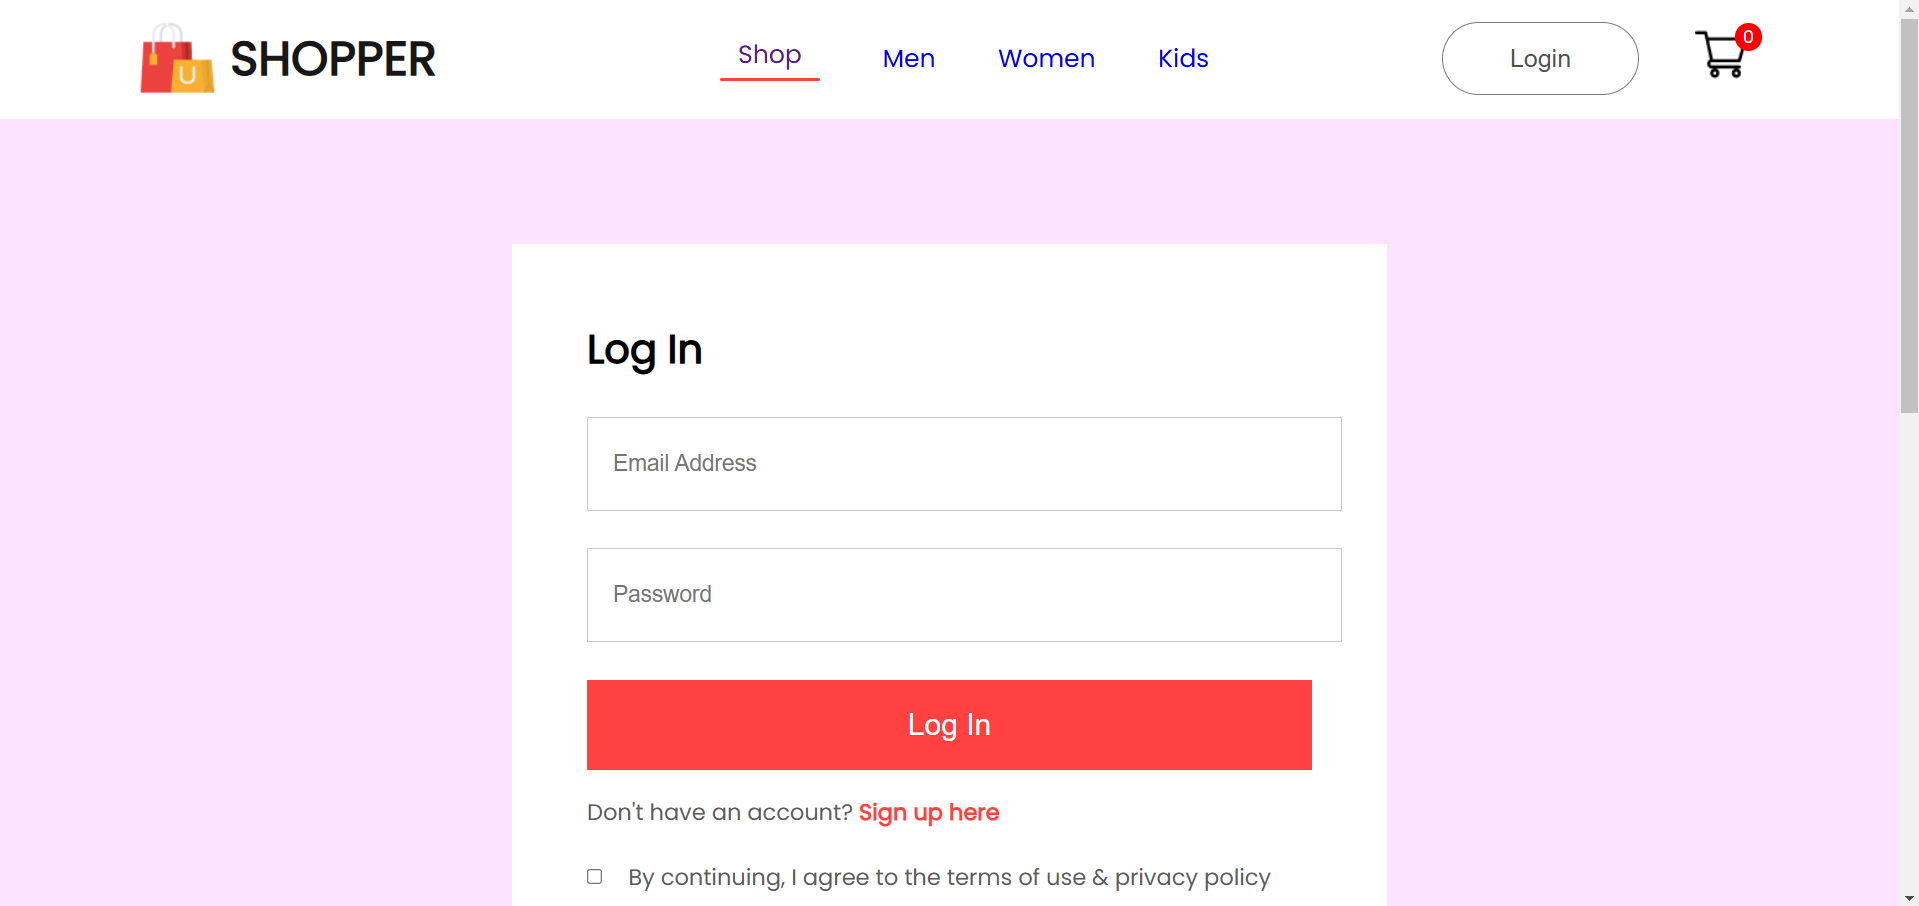 SHOPPER
Shop Men Women Kids
Login
0
Log In
Email Address
Password
Log In
Don't have an account? Sign up here
By continuing, I agree to the terms of use & privacy policy